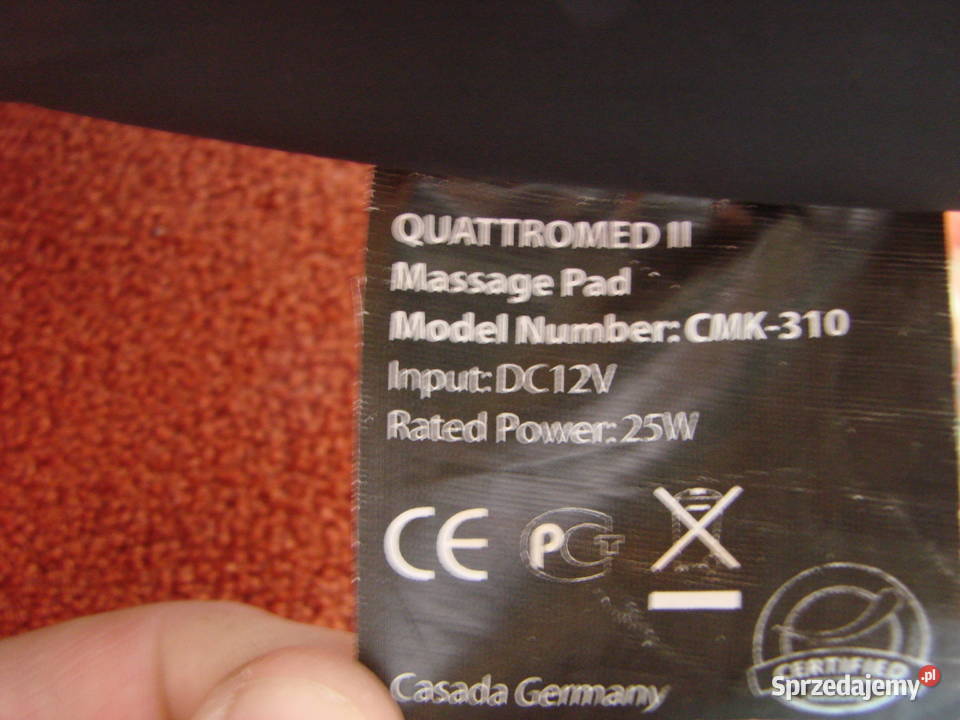 QUATTROMED II
Massage Pad
Model Number: CMK-310
Input: DC12V
Rated Power: 25W
CE PCT
CERTIFIED
Casada Germany
Sprzedajemy.pl